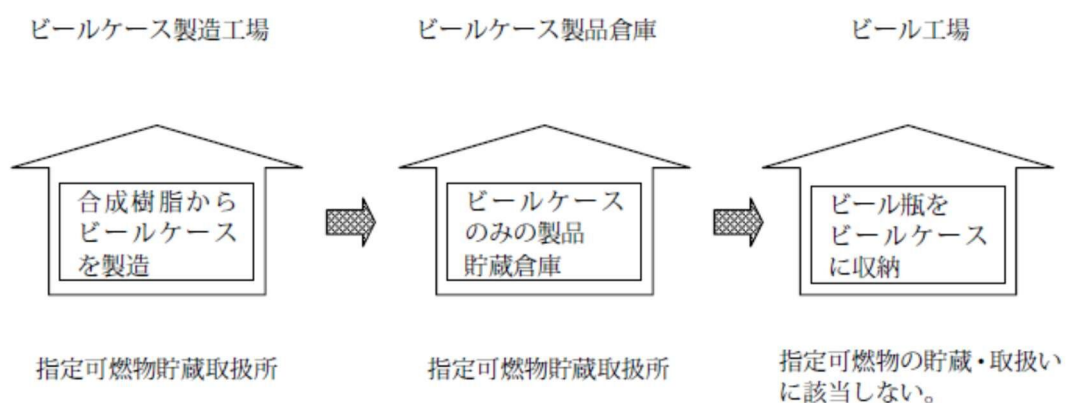 ビールケース製造工場
ビールケース製品倉庫
ビール工場
合成樹脂から
ビールケース
を製造
ビールケース
のみの製品
貯蔵倉庫
ビール瓶を
ビールケース
に収納
指定可燃物貯蔵取扱所
指定可燃物貯蔵取扱所
指定可燃物の貯蔵・取扱い
に該当しない。